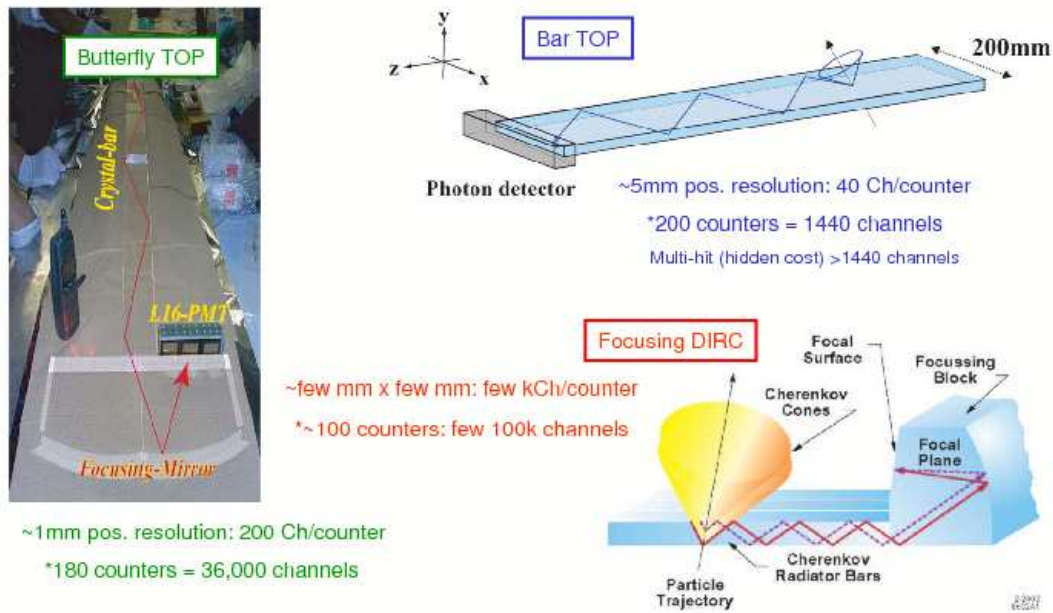 Butterfly TOP
Crystal-bar
L16-PMT
Focusing-Mirror
~1mm pos. resolution: 200 Ch/counter
*180 counters = 36,000 channels
y
z
x
Bar TOP
200mm
Photon detector
~5mm pos. resolution: 40 Ch/counter
*200 counters = 1440 channels
Multi-hit (hidden cost) >1440 channels
Focusing DIRC
~few mm x few mm: few kCh/counter
*~100 counters: few 100k channels
Focal
Surface
Focussing
Block
Cherenkov
Cones
Focal
Plane
Cherenkov
Radiator Bars
Particle
Trajectory